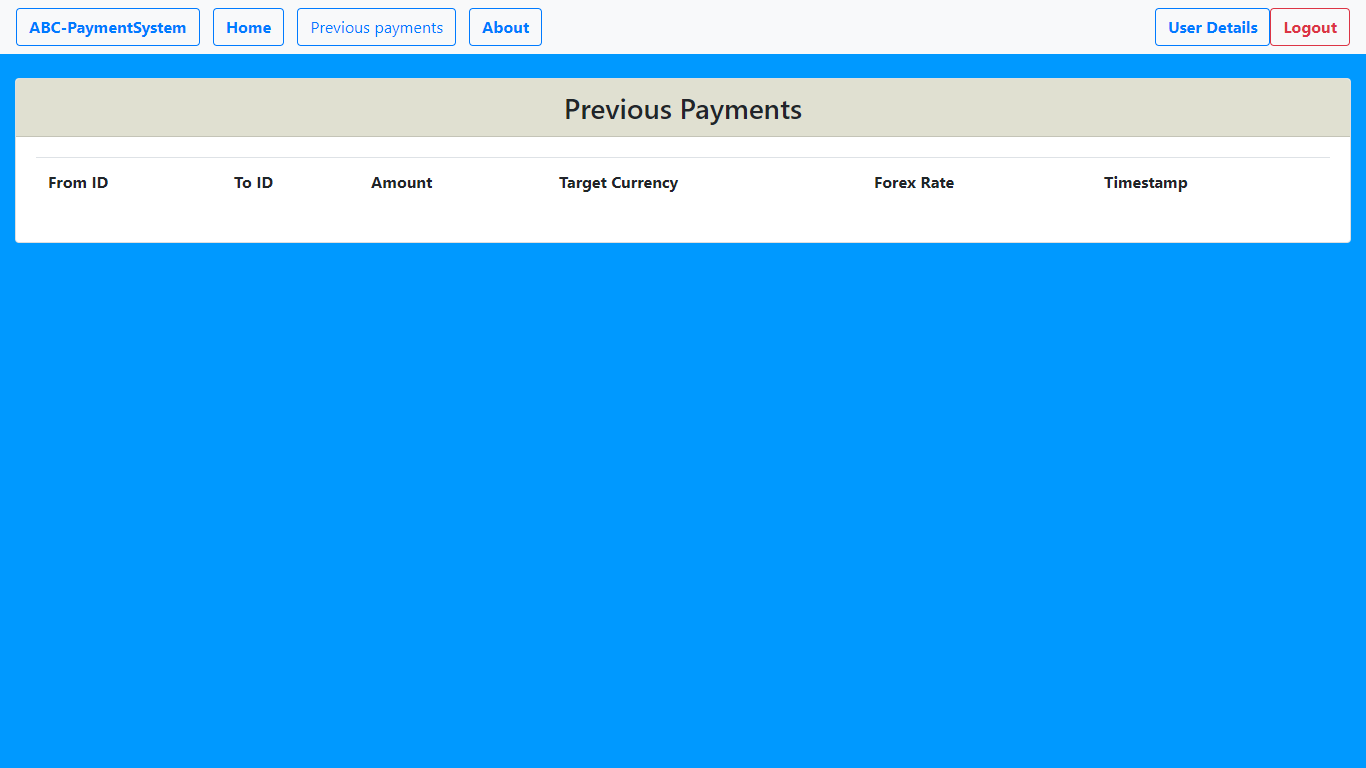 ABC-PaymentSystem Home Previous payments About User Details Logout
Previous Payments
From ID To ID Amount Target Currency Forex Rate Timestamp